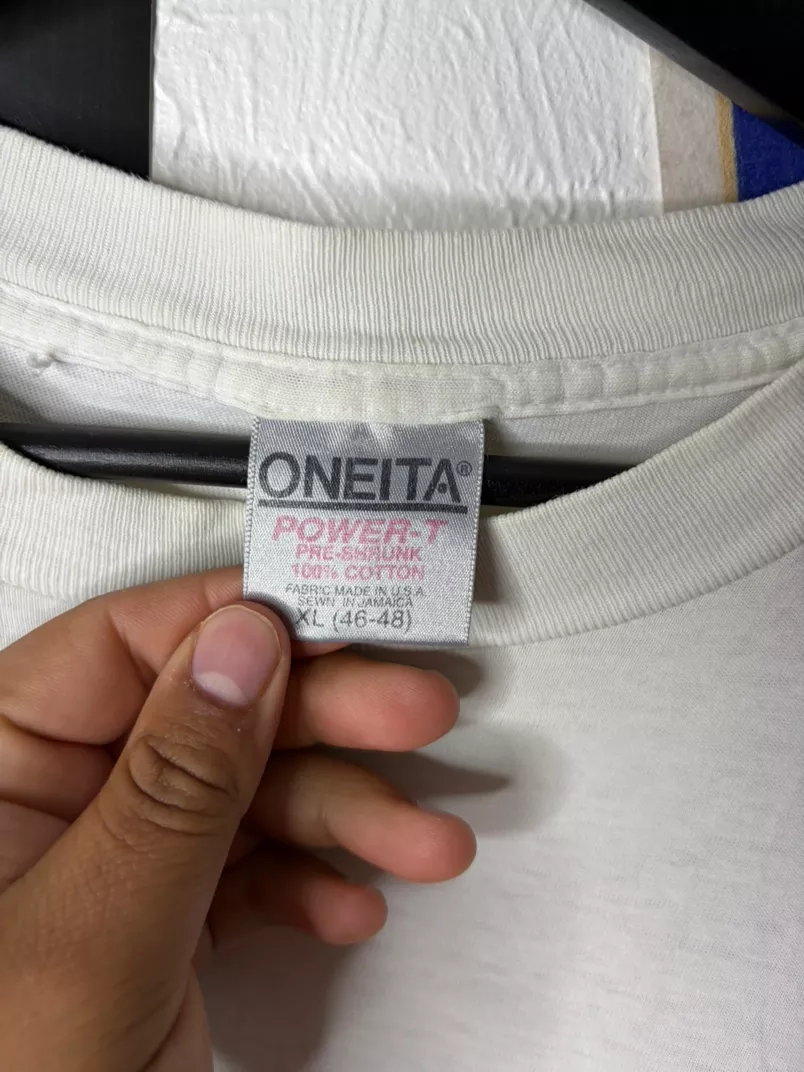 ONEITA®
POWER-T
PRE-SHRUNK
100% COTTON
FABRIC MADE IN U.S.A.
SEWN IN JAMAICA
XL (46-48)